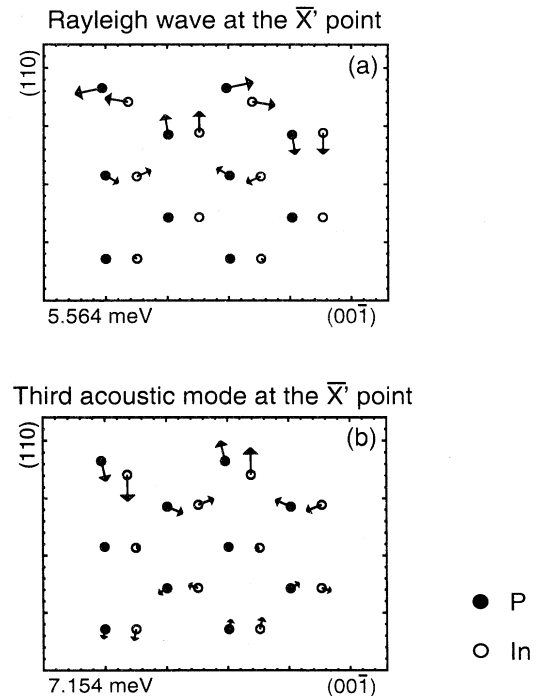 Rayleigh wave at the X̅' point
(a)
(110)
5.564 meV (001̅)
Third acoustic mode at the X̅' point
(b)
(110)
7.154 meV (001̅)
P
In